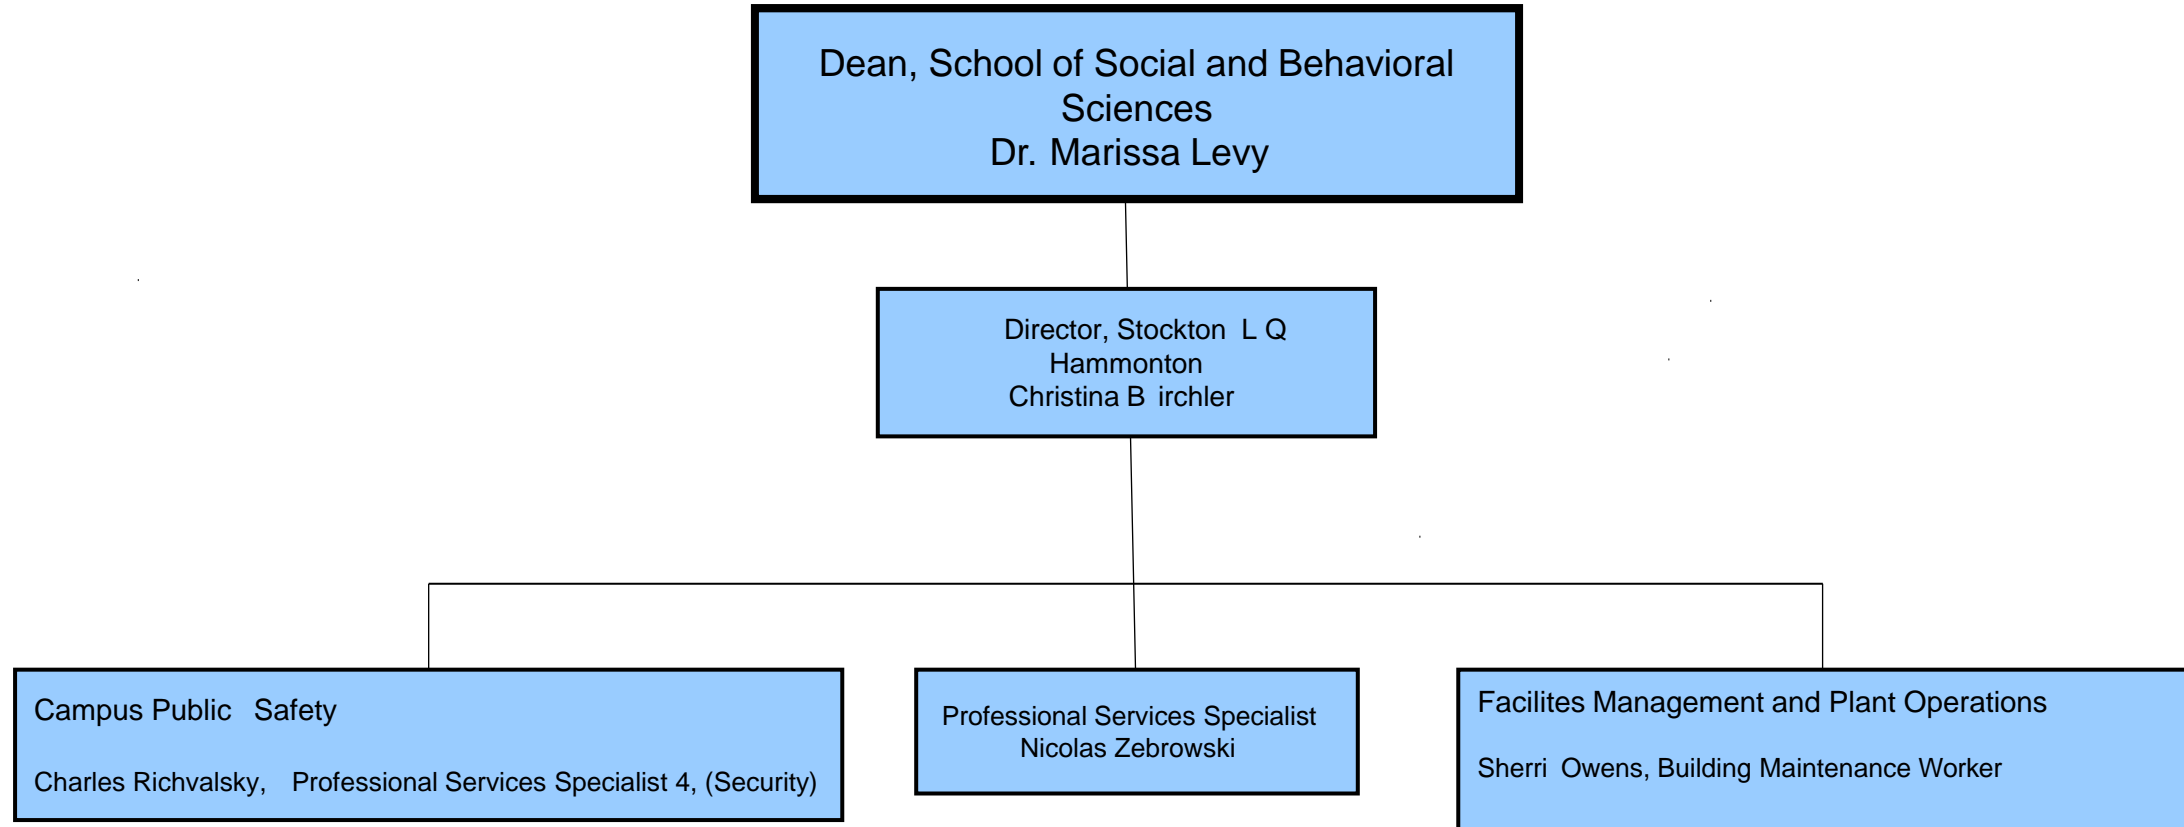 Dean, School of Social and Behavioral
Sciences
Dr. Marissa Levy
Director, Stockton L Q
Hammonton
Christina B irchler
Campus Public Safety
Charles Richvalsky, Professional Services Specialist 4, (Security)
Professional Services Specialist
Nicolas Zebrowski
Facilites Management and Plant Operations
Sherri Owens, Building Maintenance Worker